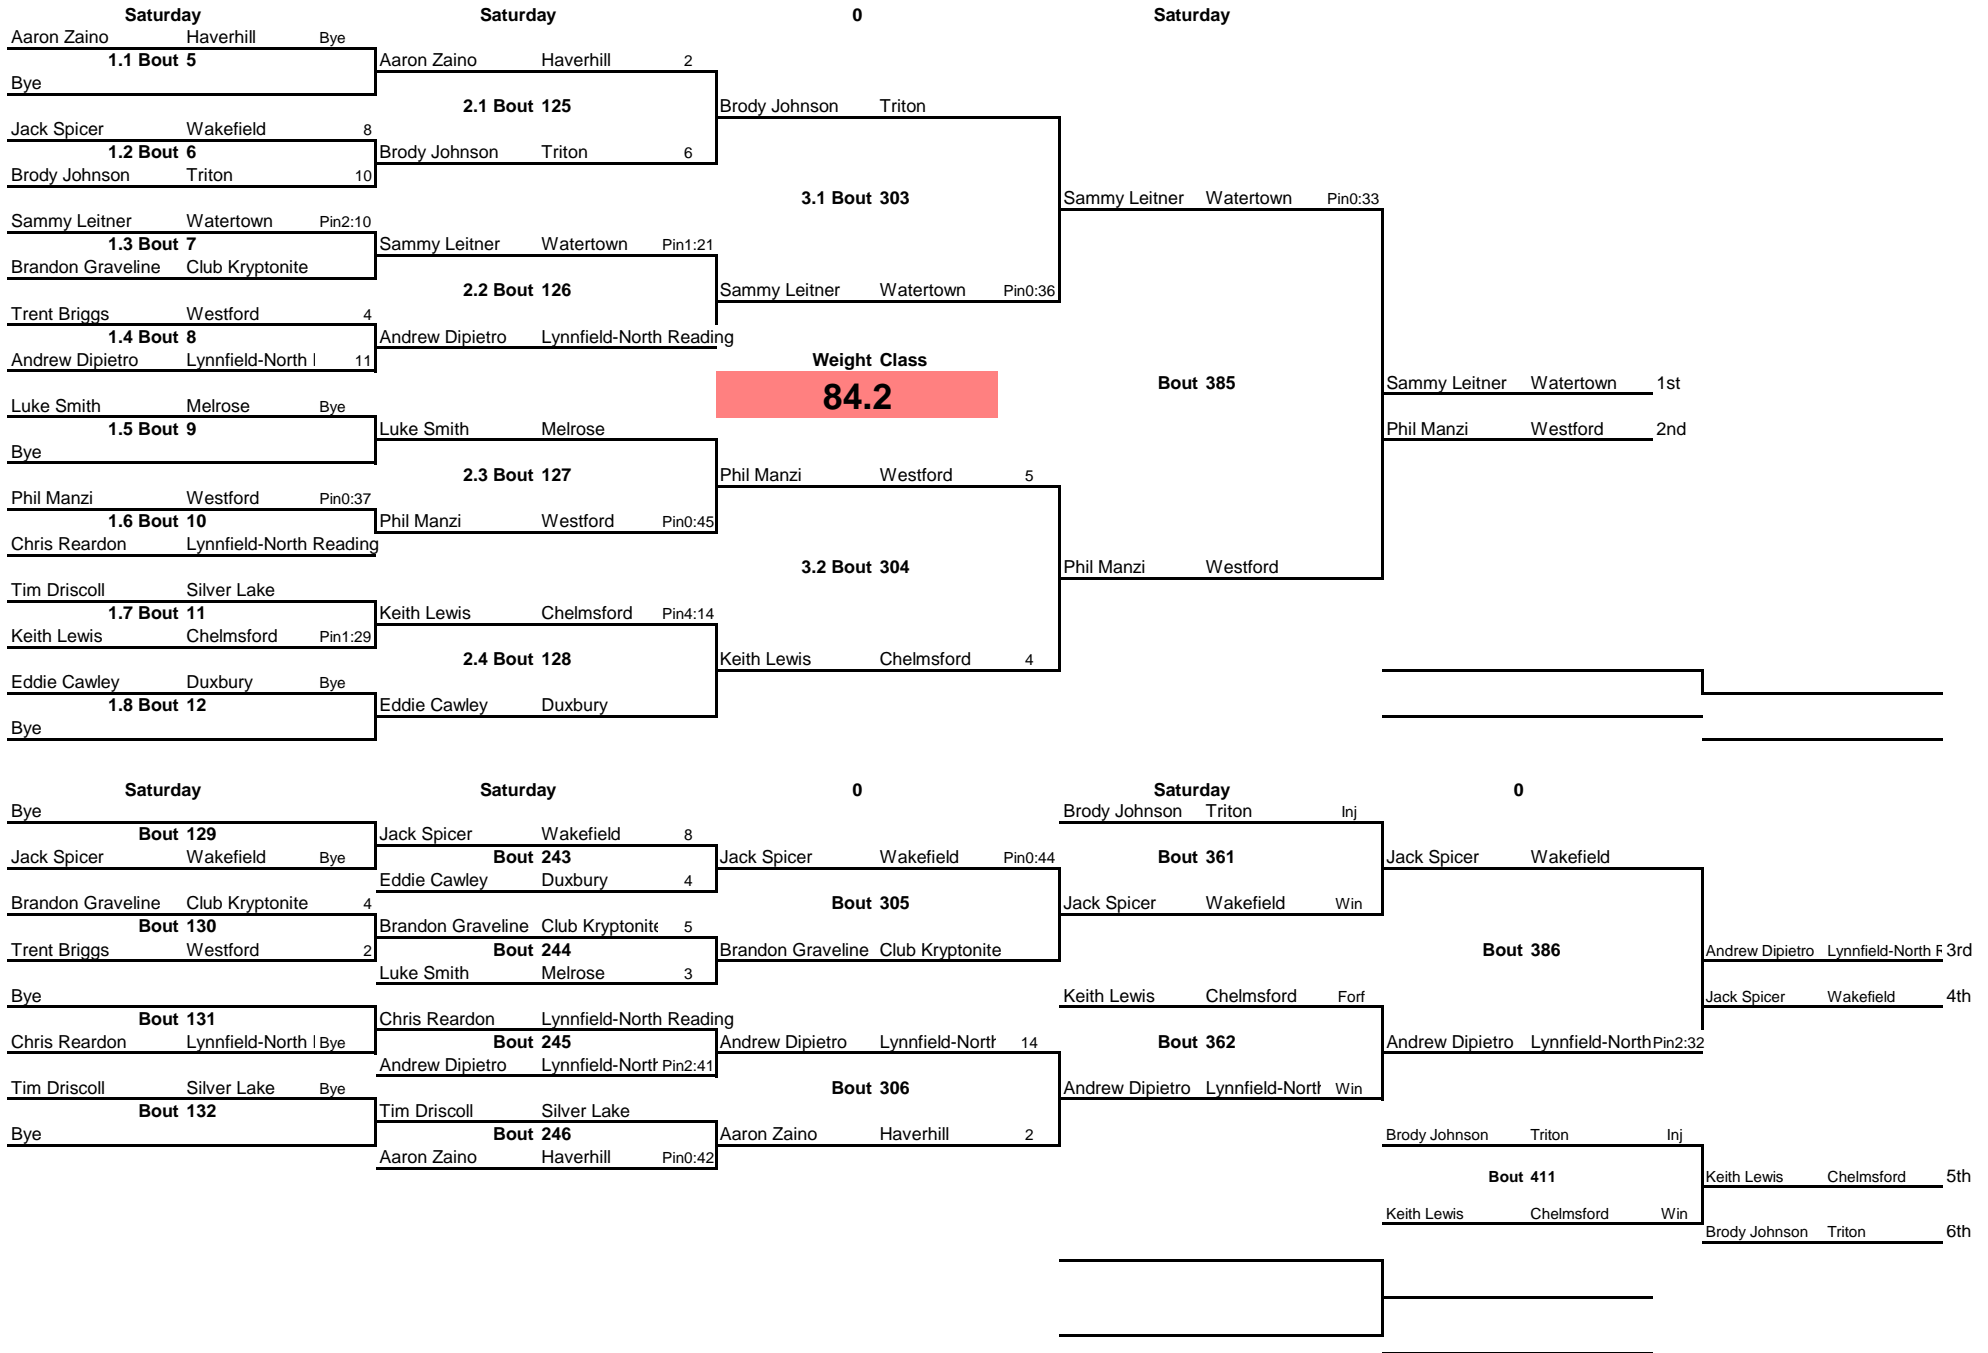 Saturday Saturday 0 Saturday
Aaron Zaino Haverhill Bye
1.1 Bout 5 Aaron Zaino Haverhill 2
Bye
2.1 Bout 125 Brody Johnson Triton
Jack Spicer Wakefield 8
1.2 Bout 6 Brody Johnson Triton 6
Brody Johnson Triton 10
3.1 Bout 303 Sammy Leitner Watertown Pin0:33
Sammy Leitner Watertown Pin2:10
1.3 Bout 7 Sammy Leitner Watertown Pin1:21
Brandon Graveline Club Kryptonite
2.2 Bout 126 Sammy Leitner Watertown Pin0:36
Trent Briggs Westford 4
1.4 Bout 8 Andrew Dipietro Lynnfield-North Reading
Andrew Dipietro Lynnfield-North 11 Weight Class
84.2 Bout 385 Sammy Leitner Watertown 1st
Luke Smith Melrose Bye
1.5 Bout 9 Luke Smith Melrose Phil Manzi Westford 2nd
Bye
2.3 Bout 127 Phil Manzi Westford 5
Phil Manzi Westford Pin0:37
1.6 Bout 10 Phil Manzi Westford Pin0:45
Chris Reardon Lynnfield-North Reading
3.2 Bout 304 Phil Manzi Westford
Tim Driscoll Silver Lake
1.7 Bout 11 Keith Lewis Chelmsford Pin4:14
Keith Lewis Chelmsford Pin1:29
2.4 Bout 128 Keith Lewis Chelmsford 4
Eddie Cawley Duxbury Bye
1.8 Bout 12 Eddie Cawley Duxbury
Bye
Saturday Saturday 0 Saturday 0
Bye Brody Johnson Triton Inj
Bout 129 Jack Spicer Wakefield 8
Jack Spicer Wakefield Bye Bout 243 Jack Spicer Wakefield Pin0:44 Bout 361 Jack Spicer Wakefield
Eddie Cawley Duxbury 4
Brandon Graveline Club Kryptonite 4 Bout 305 Jack Spicer Wakefield Win
Bout 130 Brandon Graveline Club Kryptonite 5
Trent Briggs Westford 2 Bout 244 Brandon Graveline Club Kryptonite Bout 386 Andrew Dipietro Lynnfield-North R 3rd
Luke Smith Melrose 3
Bye Keith Lewis Chelmsford Forf Jack Spicer Wakefield 4th
Bout 131 Chris Reardon Lynnfield-North Reading
Chris Reardon Lynnfield-North Bye Bout 245 Andrew Dipietro Lynnfield-North 14 Bout 362 Andrew Dipietro Lynnfield-North Pin2:32
Andrew Dipietro Lynnfield-North Pin2:41
Tim Driscoll Silver Lake Bye Bout 306 Andrew Dipietro Lynnfield-North Win
Bout 132 Tim Driscoll Silver Lake
Bye Bout 246 Aaron Zaino Haverhill 2 Brody Johnson Triton Inj
Aaron Zaino Haverhill Pin0:42
Bout 411 Keith Lewis Chelmsford 5th
Keith Lewis Chelmsford Win
Brody Johnson Triton 6th